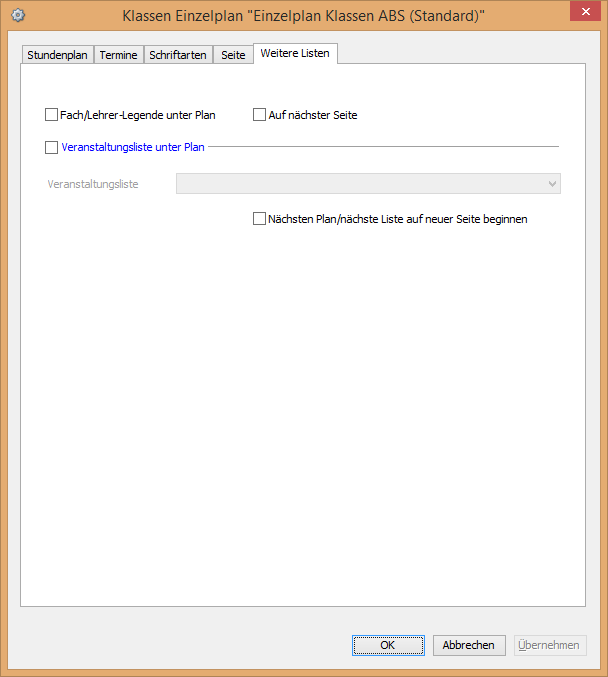 Klassen Einzelplan "Einzelplan Klassen ABS (Standard)"
Stundenplan Termine Schriftarten Seite Weitere Listen
Fach/Lehrer-Legende unter Plan Auf nächster Seite
Veranstaltungsliste unter Plan
Veranstaltungsliste
Nächsten Plan/nächste Liste auf neuer Seite beginnen
OK Abbrechen Übernehmen